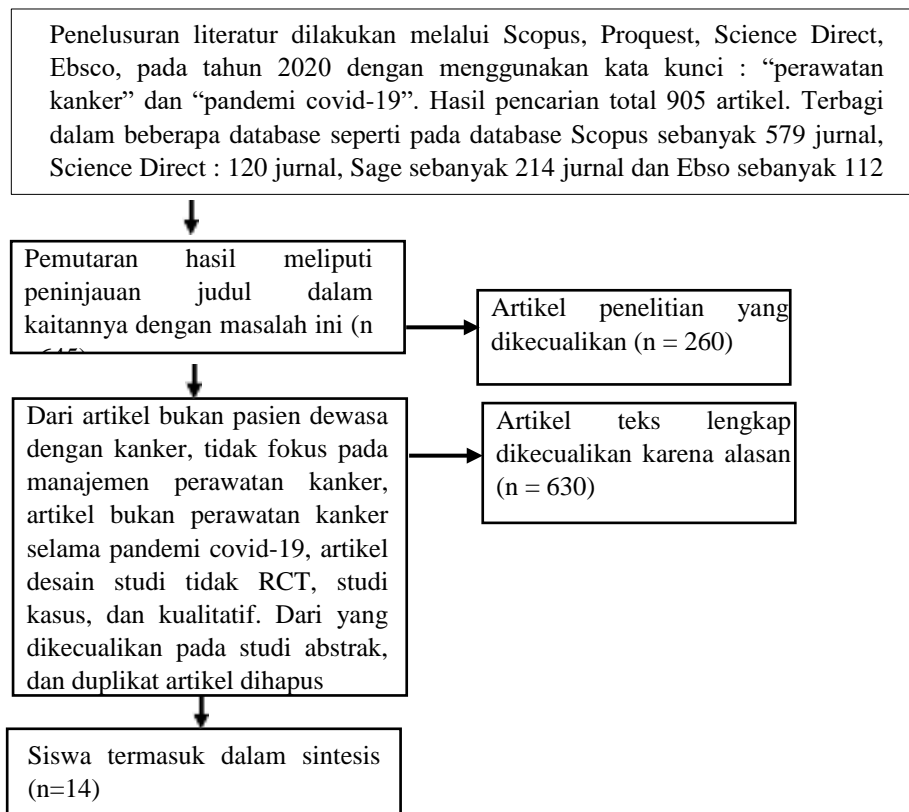 Penelusuran literatur dilakukan melalui Scopus, Proquest, Science Direct,
Ebsco, pada tahun 2020 dengan menggunakan kata kunci : “perawatan
kanker” dan “pandemi covid-19”. Hasil pencarian total 905 artikel. Terbagi
dalam beberapa database seperti pada database Scopus sebanyak 579 jurnal,
Science Direct : 120 jurnal, Sage sebanyak 214 jurnal dan Ebso sebanyak 112
Pemutaran hasil meliputi
peninjauan judul dalam
kaitannya dengan masalah ini (n
Artikel penelitian yang
dikecualikan (n = 260)
Dari artikel bukan pasien dewasa
dengan kanker, tidak fokus pada
manajemen perawatan kanker,
artikel bukan perawatan kanker
selama pandemi covid-19, artikel
desain studi tidak RCT, studi
kasus, dan kualitatif. Dari yang
dikecualikan pada studi abstrak,
dan duplikat artikel dihapus
Artikel teks lengkap
dikecualikan karena alasan
(n = 630)
Siswa termasuk dalam sintesis
(n=14)